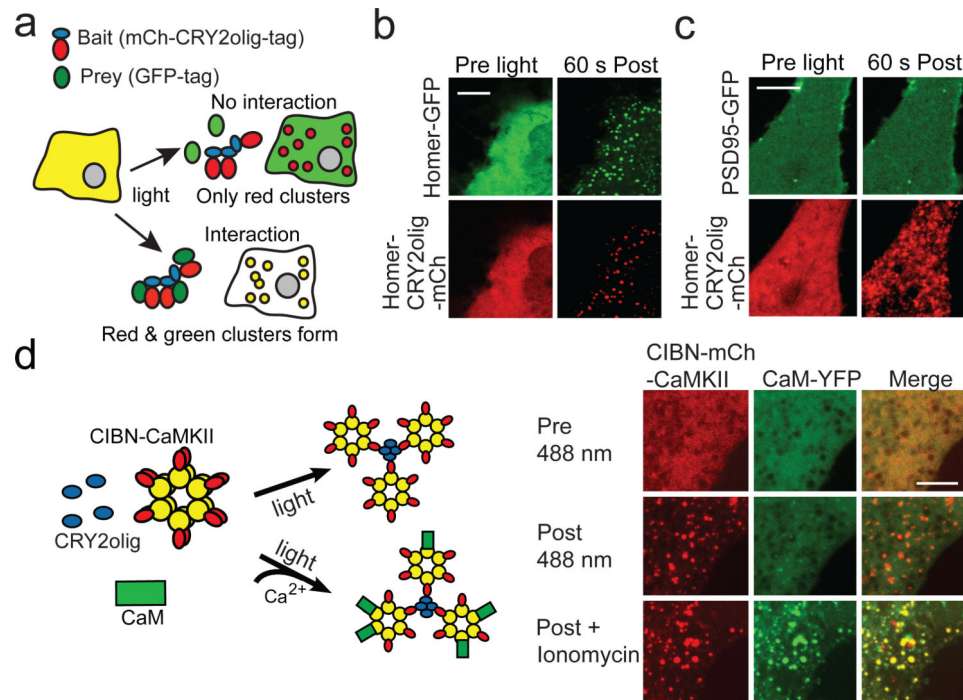 a
Bait (mCh-CRY2olig-tag)
Prey (GFP-tag)
No interaction
light
Only red clusters
Interaction
Red & green clusters form
b
Pre light
60 s Post
Homer-GFP
Homer-
CRY2olig
-mCh
c
Pre light
60 s Post
PSD95-GFP
Homer-
CRY2olig
-mCh
d
CIBN-CaMKII
CRY2olig
CaM
light
light
Ca2+
CIBN-mCh
-CaMKII
CaM-YFP
Merge
Pre
488 nm
Post
488 nm
Post +
Ionomycin